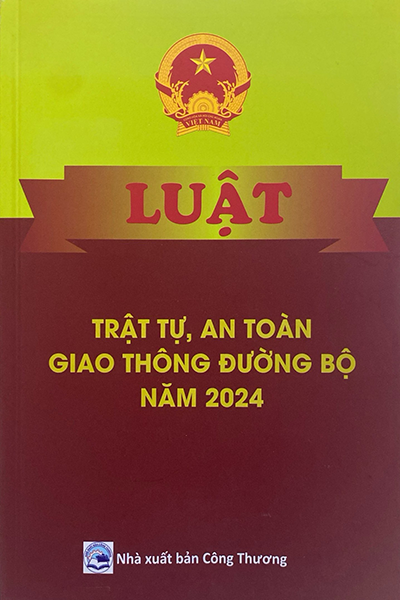 VIỆT NAM
LUẬT
TRẬT TỰ, AN TOÀN
GIAO THÔNG ĐƯỜNG BỘ
NĂM 2024
Nhà xuất bản Công Thương